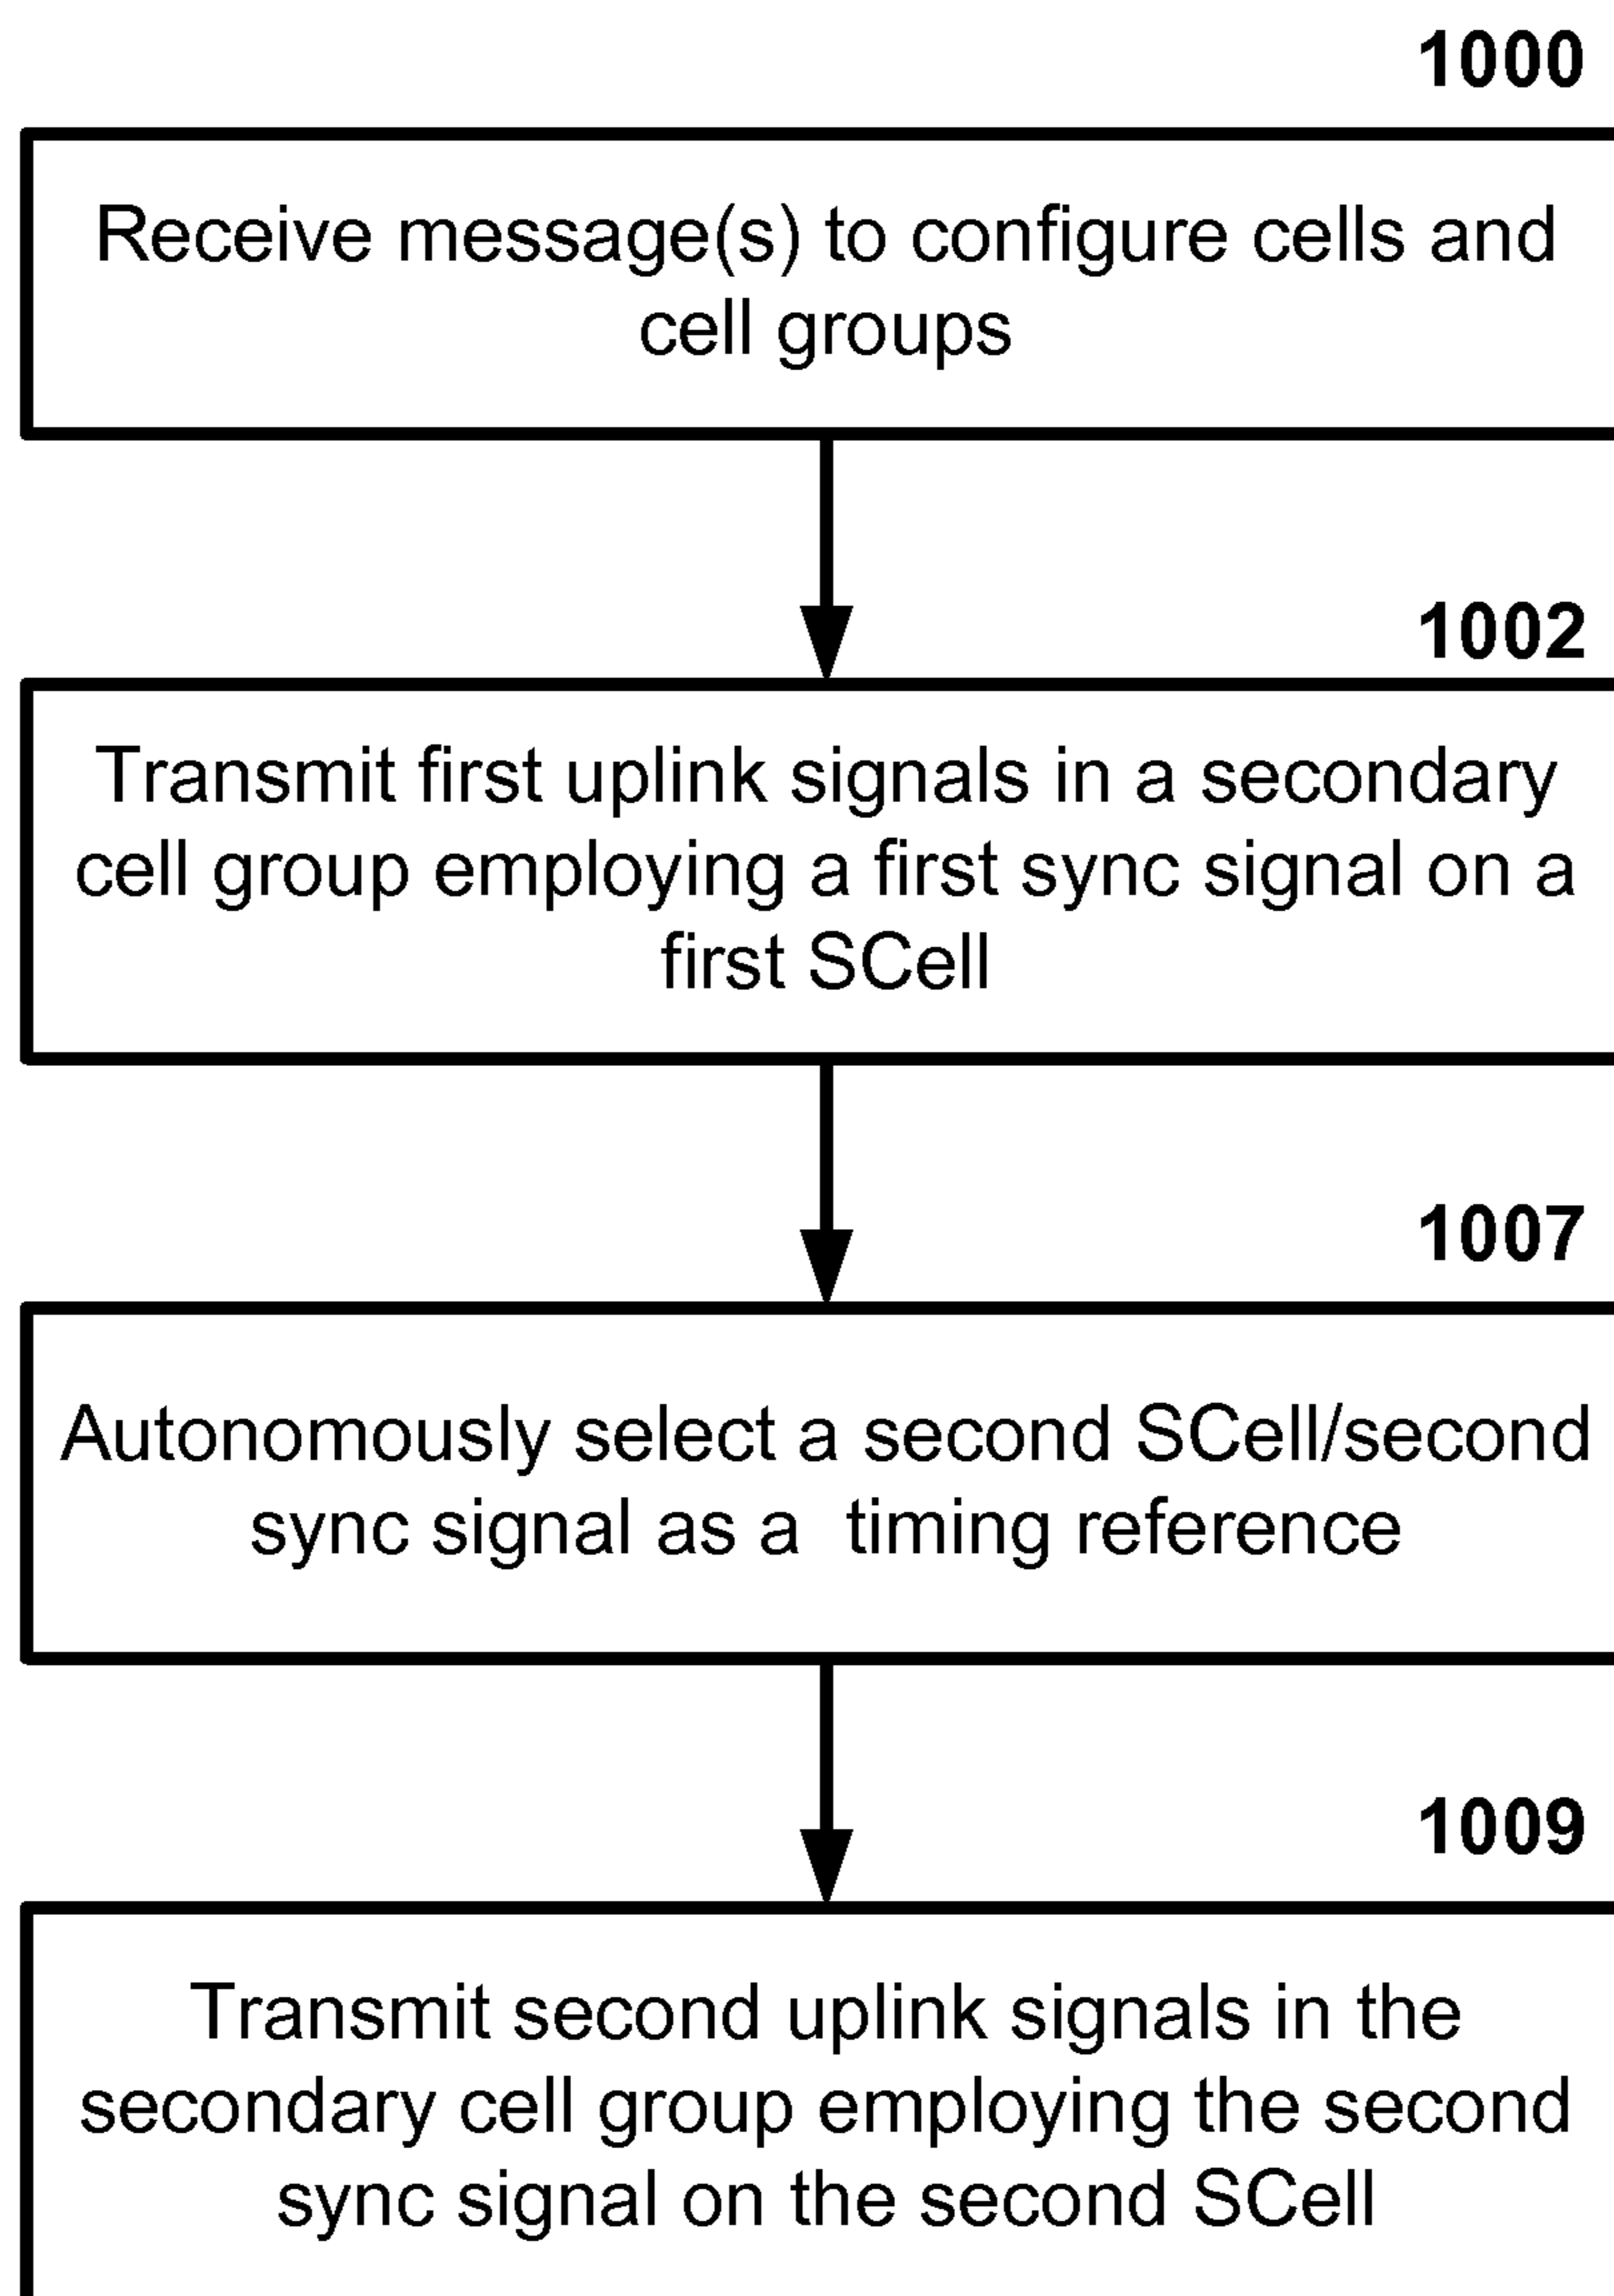 1000
Receive message(s) to configure cells and
cell groups
1002
Transmit first uplink signals in a secondary
cell group employing a first sync signal on a
first SCell
1007
Autonomously select a second SCell/second
sync signal as a timing reference
1009
Transmit second uplink signals in the
secondary cell group employing the second
sync signal on the second SCell